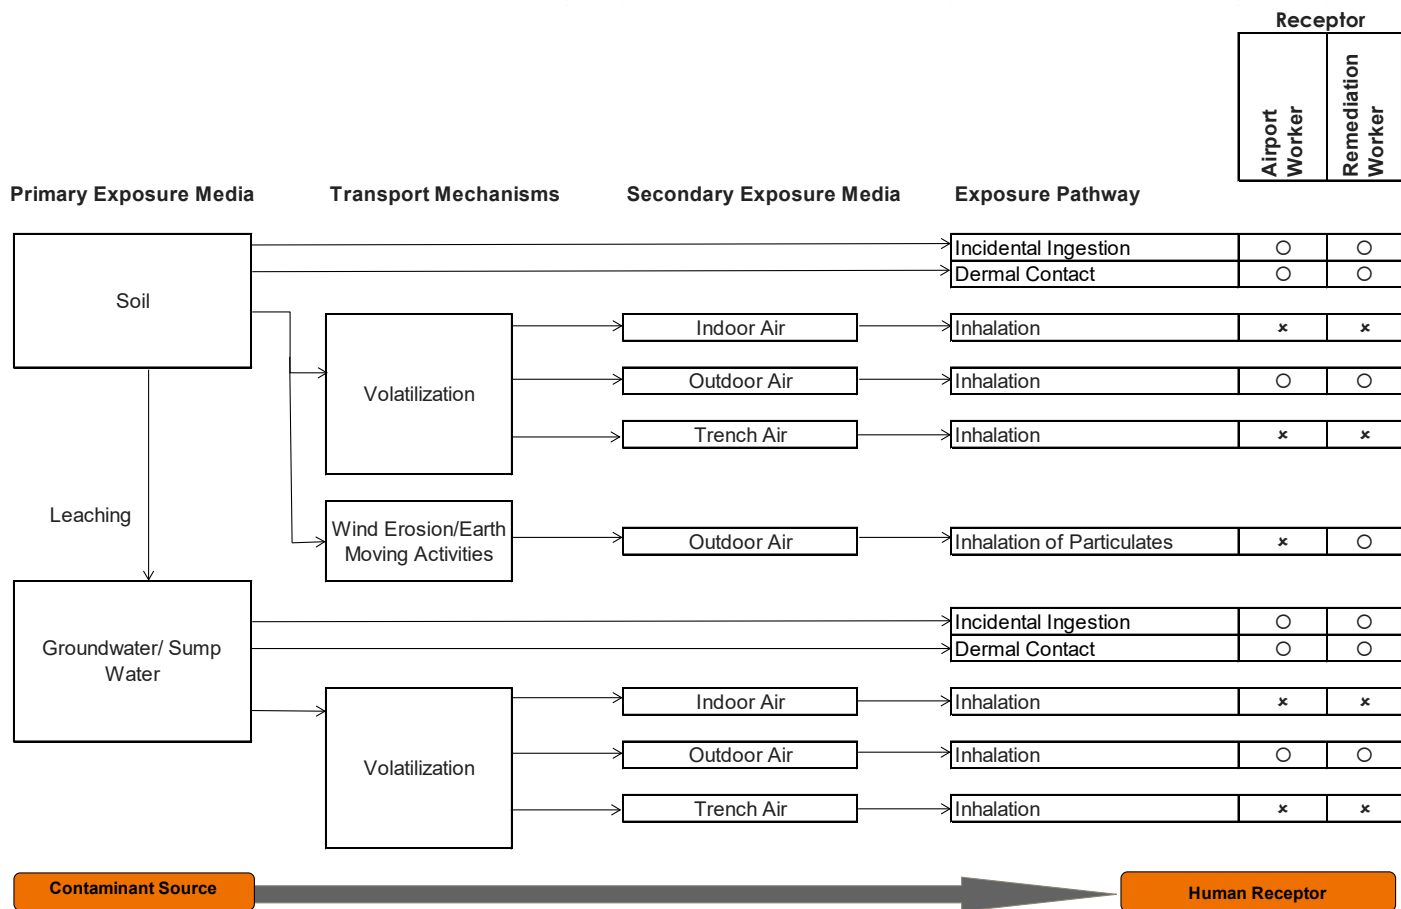 Receptor
Airport
Worker
Remediation
Worker
Primary Exposure Media
Transport Mechanisms
Secondary Exposure Media
Exposure Pathway
Soil
Incidental Ingestion
○ ○
Dermal Contact
○ ○
Volatilization
Indoor Air
Inhalation
× ×
Outdoor Air
Inhalation
○ ○
Trench Air
Inhalation
× ×
Leaching
Wind Erosion/Earth
Moving Activities
Outdoor Air
Inhalation of Particulates
× ○
Groundwater/ Sump
Water
Incidental Ingestion
○ ○
Dermal Contact
○ ○
Volatilization
Indoor Air
Inhalation
× ×
Outdoor Air
Inhalation
○ ○
Trench Air
Inhalation
× ×
Contaminant Source
Human Receptor